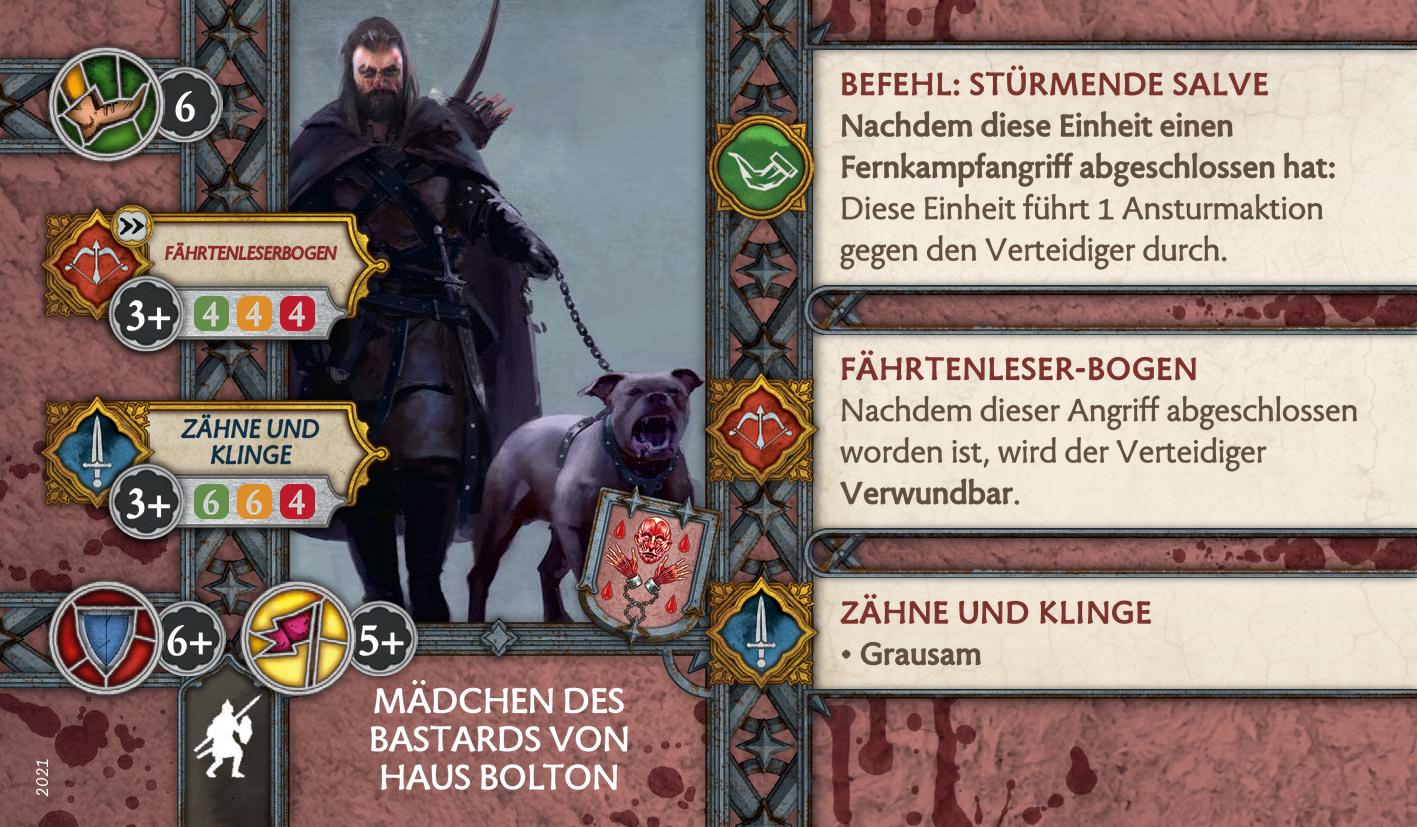 6
FÄHRTENLESERBOGEN
3+ 4 4 4
ZÄHNE UND
KLINGE
3+ 6 6 4
6+ 5+
MÄDCHEN DES
BASTARDS VON
HAUS BOLTON
2021
BEFEHL: STÜRMENDE SALVE
Nachdem diese Einheit einen
Fernkampfangriff abgeschlossen hat:
Diese Einheit führt 1 Ansturmaktion
gegen den Verteidiger durch.
FÄHRTENLESER-BOGEN
Nachdem dieser Angriff abgeschlossen
worden ist, wird der Verteidiger
Verwundbar.
ZÄHNE UND KLINGE
• Grausam